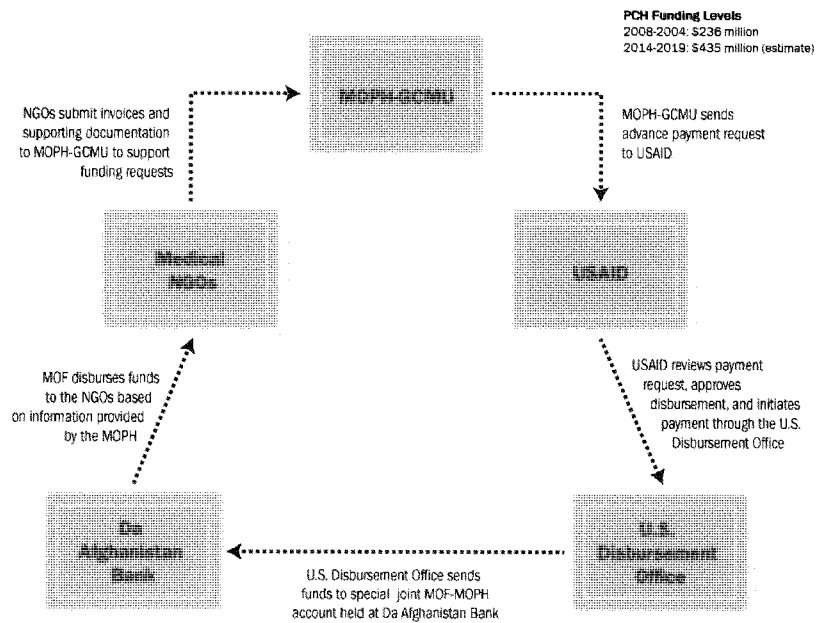 PCH Funding Levels
2008-2004: $236 million
2014-2019: $435 million (estimate)
MOPH-GCMU
NGOs submit invoices and
supporting documentation
to MOPH-GCMU to support
funding requests
MOPH-GCMU sends
advance payment request
to USAID
Medical
NGOs
USAID
MOF disburses funds
to the NGOs based
on information provided
by the MOPH
USAID reviews payment
request, approves
disbursement, and initiates
payment through the U.S.
Disbursement Office
Da
Afghanistan
Bank
U.S.
Disbursement
Office
U.S. Disbursement Office sends
funds to special joint MOF-MOPH
account held at Da Afghanistan Bank